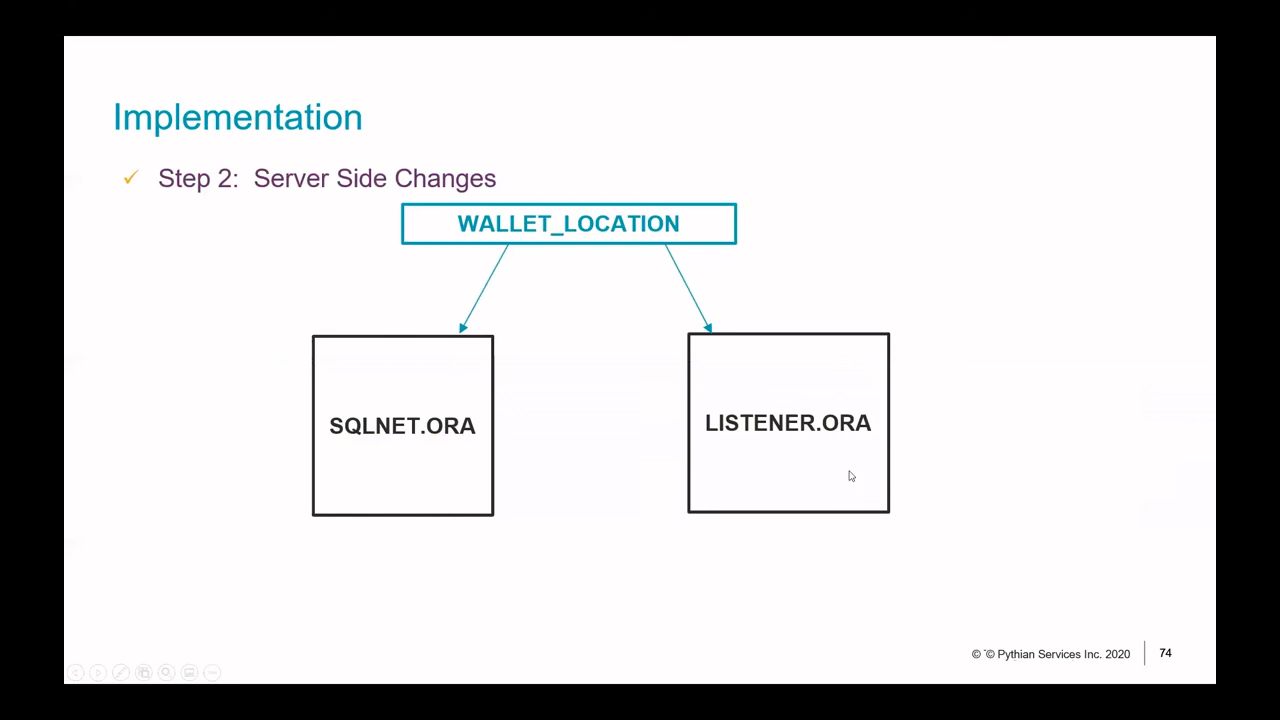 Implementation
✓ Step 2: Server Side Changes
WALLET_LOCATION
SQLNET.ORA
LISTENER.ORA
© ¨© Pythian Services Inc. 2020
74